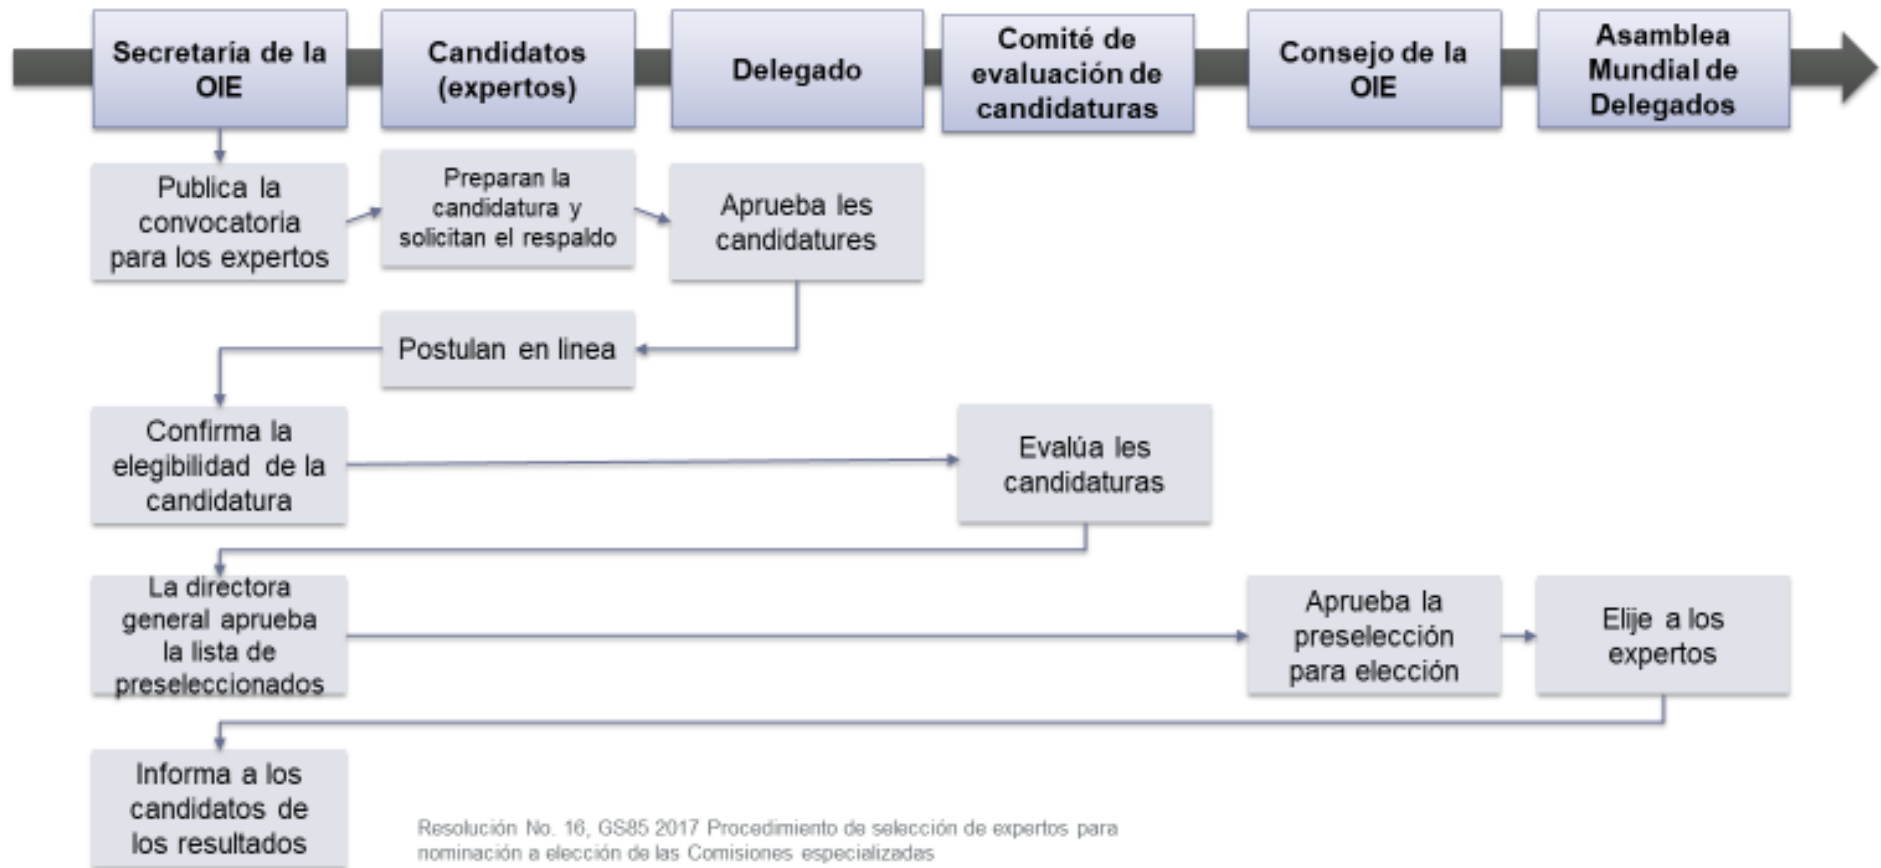 Secretaría de la
OIE
Candidatos
(expertos)
Delegado
Comité de
evaluación de
candidaturas
Consejo de la
OIE
Asamblea
Mundial de
Delegados
Publica la
convocatoria
para los expertos
Preparan la
candidatura y
solicitan el respaldo
Aprueba les
candidatures
Postulan en linea
Confirma la
elegibilidad de la
candidatura
Evalúa les
candidaturas
La directora
general aprueba
la lista de
preseleccionados
Aprueba la
preselección
para elección
Elije a los
expertos
Informa a los
candidatos de
los resultados
Resolución No. 16, GS85 2017 Procedimiento de selección de expertos para
nominación a elección de las Comisiones especializadas